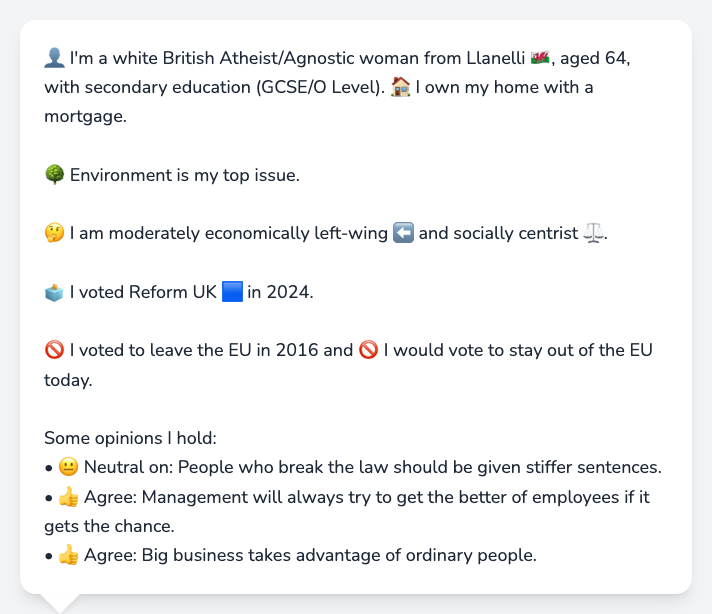 👤 I'm a white British Atheist/Agnostic woman from Llanelli 🏴󠁧󠁢󠁷󠁬󠁳󠁿, aged 64,
with secondary education (GCSE/O Level). 🏠 I own my home with a
mortgage.
🌳 Environment is my top issue.
🤔 I am moderately economically left-wing ⬅️ and socially centrist ⚖️.
🗳️ I voted Reform UK 🟦 in 2024.
🚫 I voted to leave the EU in 2016 and 🚫 I would vote to stay out of the EU
today.
Some opinions I hold:
• 😐 Neutral on: People who break the law should be given stiffer sentences.
• 👍 Agree: Management will always try to get the better of employees if it
gets the chance.
• 👍 Agree: Big business takes advantage of ordinary people.